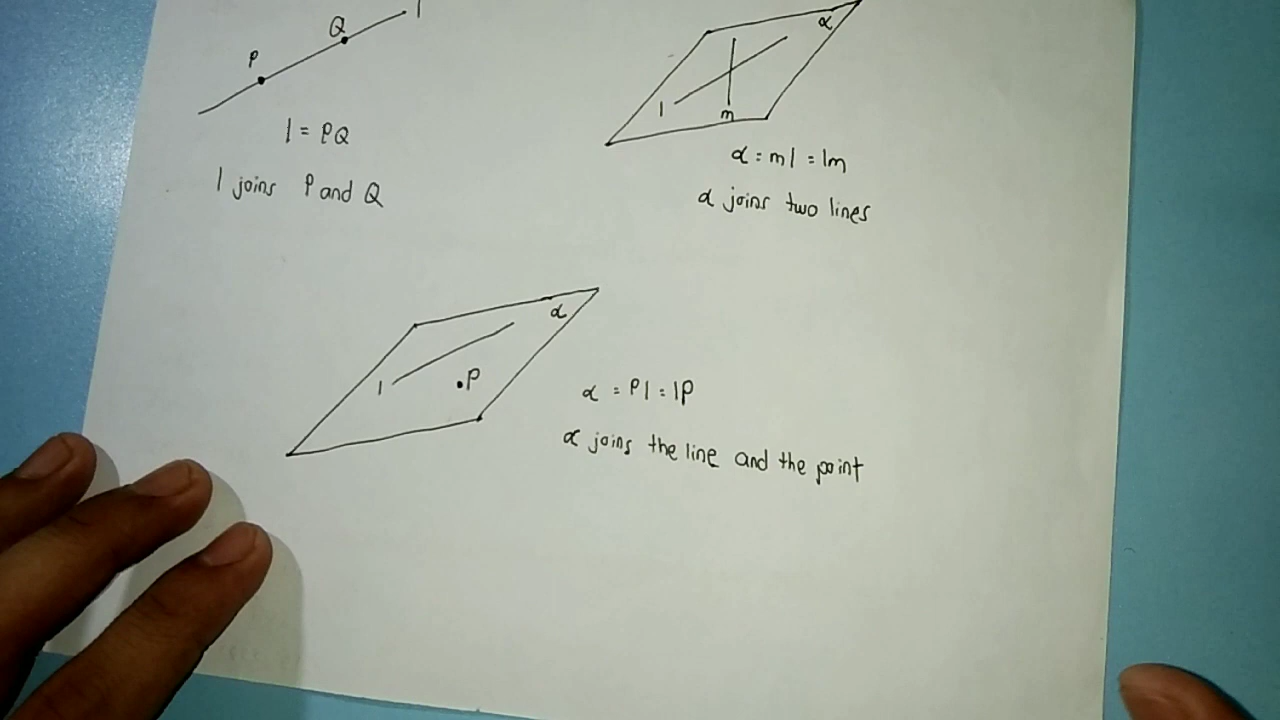 P
Q
l
l = PQ
l joins P and Q
α
l
m
α = ml = lm
α joins two lines
α
l
P
α = Pl = lP
α joins the line and the point